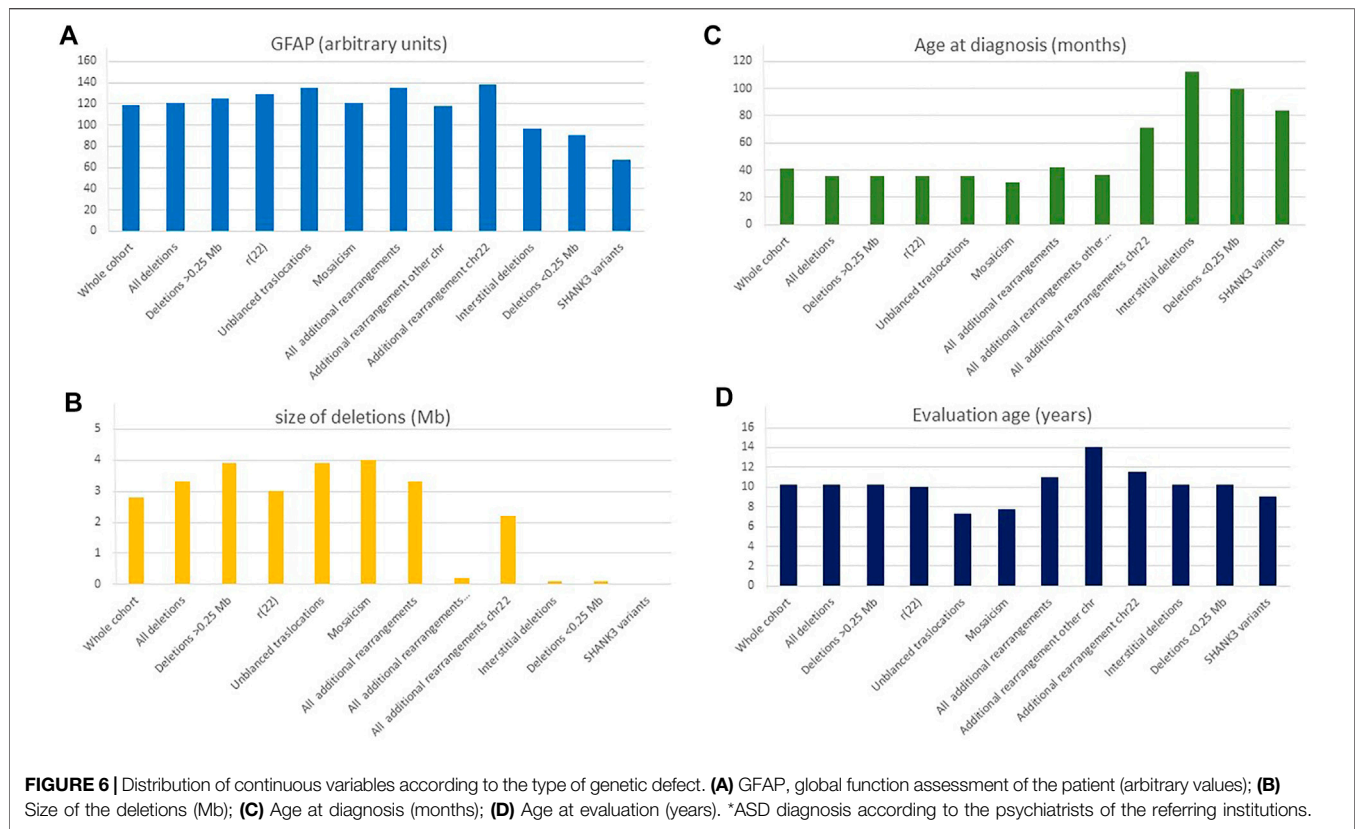 A
GFAP (arbitrary units)
160
140
120
100
80
60
40
20
0
Whole cohort
All deletions
Deletions >0.25 Mb
r(22)
Unblanced traslocations
Mosaicism
All additional rearrangements
Additional rearrangement other chr
Additional rearrangement chr22
Interstitial deletions
Deletions <0.25 Mb
SHANK3 variants
C
Age at diagnosis (months)
120
100
80
60
40
20
0
Whole cohort
All deletions
Deletions >0.25 Mb
r(22)
Unblanced traslocations
Mosaicism
All additional rearrangements
All additional rearrangements other...
All additional rearrangements chr22
Interstitial deletions
Deletions <0.25 Mb
SHANK3 variants
B
size of deletions (Mb)
5
4
3
2
1
0
Whole cohort
All deletions
Deletions >0.25 Mb
r(22)
Unblanced traslocations
Mosaicism
All additional rearrangements
All additional rearrangements...
All additional rearrangements chr22
Interstitial deletions
Deletions <0.25 Mb
SHANK3 variants
D
Evaluation age (years)
16
14
12
10
8
6
4
2
0
Whole cohort
All deletions
Deletions >0.25 Mb
r(22)
Unblanced traslocations
Mosaicism
All additional rearrangements
Additional rearrangement other chr
Additional rearrangement chr22
Interstitial deletions
Deletions <0.25 Mb
SHANK3 variants
FIGURE 6 | Distribution of continuous variables according to the type of genetic defect. (A) GFAP, global function assessment of the patient (arbitrary values); (B)
Size of the deletions (Mb); (C) Age at diagnosis (months); (D) Age at evaluation (years). *ASD diagnosis according to the psychiatrists of the referring institutions.